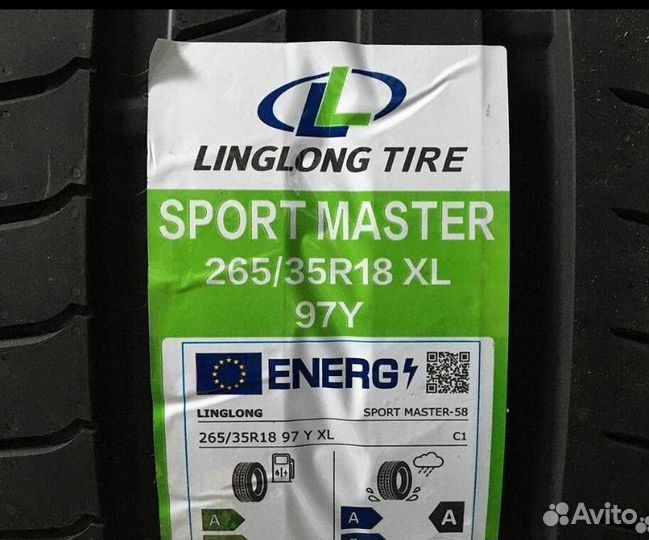 LINGLONG TIRE
SPORT MASTER
265/35R18 XL
97Y
ENERG
LINGLONG SPORT MASTER-58
265/35R18 97 Y XL C1
A A A
Avito